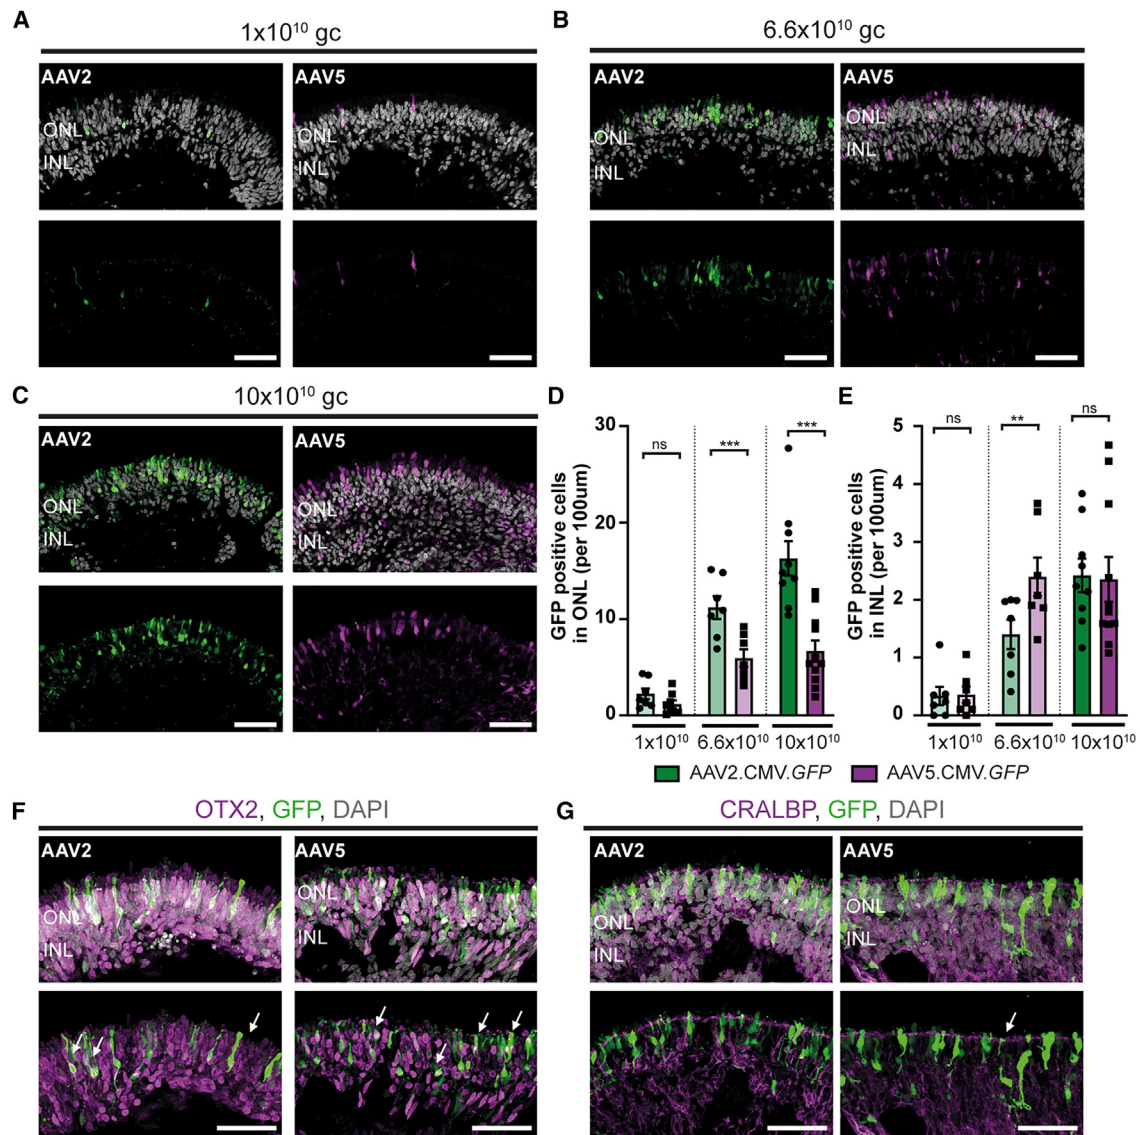 A
1x10¹⁰ gc
AAV2
ONL
INL
AAV5
ONL
INL
B
6.6x10¹⁰ gc
AAV2
ONL
INL
AAV5
ONL
INL
C
10x10¹⁰ gc
AAV2
ONL
INL
AAV5
ONL
INL
D
GFP positive cells
in ONL (per 100um)
30
20
10
0
ns
***
***
1x10¹⁰
6.6x10¹⁰
10x10¹⁰
E
GFP positive cells
in INL (per 100um)
5
4
3
2
1
0
ns
**
ns
1x10¹⁰
6.6x10¹⁰
10x10¹⁰
AAV2.CMV.GFP
AAV5.CMV.GFP
F
OTX2, GFP, DAPI
AAV2
ONL
INL
AAV5
ONL
INL
G
CRALBP, GFP, DAPI
AAV2
ONL
INL
AAV5
ONL
INL